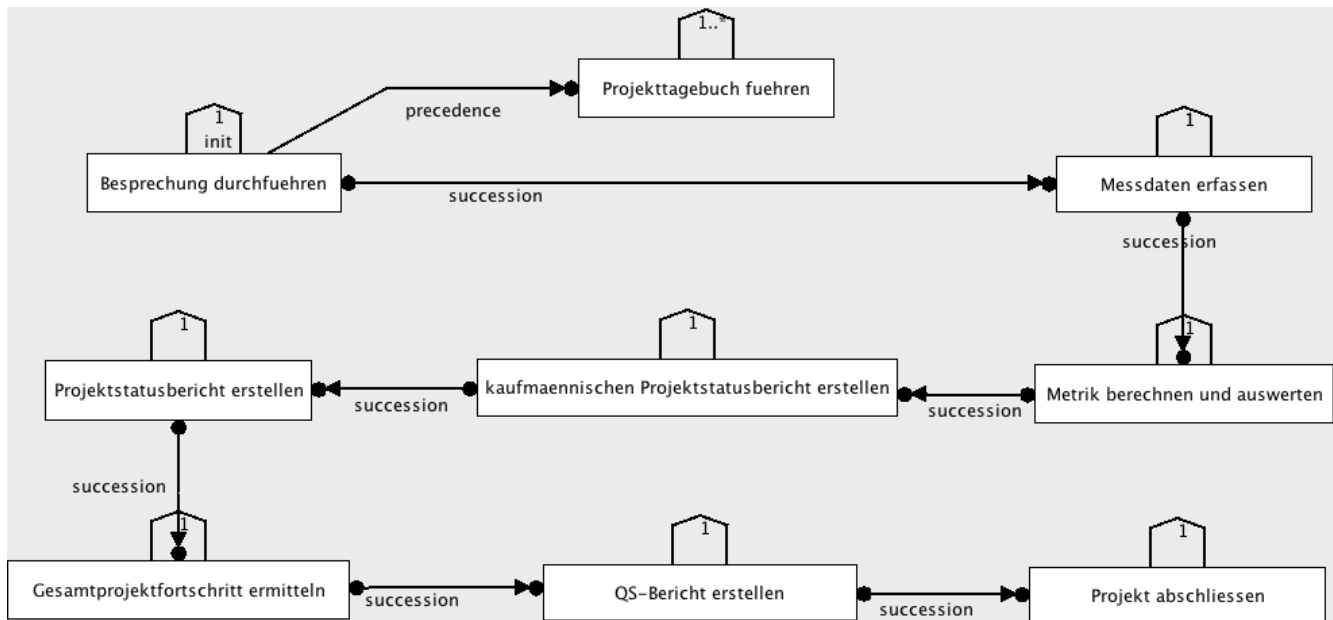 1..*
Projekttagebuch fuehren
precedence
1
init
Besprechung durchfuehren
succession
1
Messdaten erfassen
succession
1
Projektstatusbericht erstellen
succession
1
kaufmaennischen Projektstatusbericht erstellen
succession
1
Metrik berechnen und auswerten
succession
1
Gesamtprojektfortschritt ermitteln
succession
1
QS-Bericht erstellen
succession
1
Projekt abschliessen